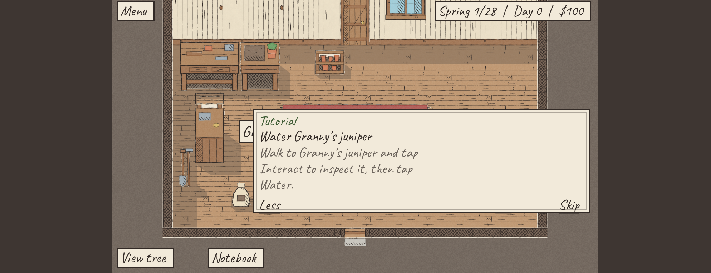 Menu
Spring 1/28 | Day 0 | $100
Tutorial
Water Granny's juniper
Walk to Granny's juniper and tap
Interact to inspect it, then tap
Water.
Less
Skip
View tree
Notebook